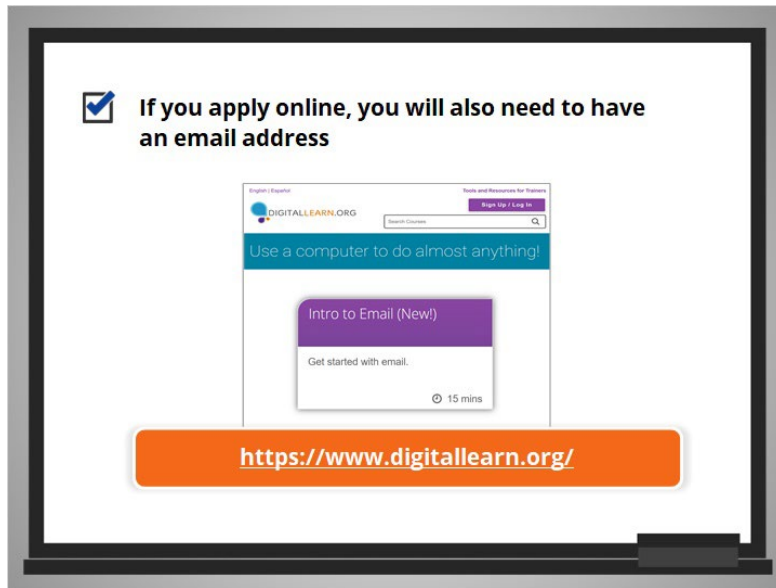 If you apply online, you will also need to have
an email address
English | Español
Tools and Resources for Trainers
Sign Up / Log In
DIGITALLEARN.ORG
Search Courses
Use a computer to do almost anything!
Intro to Email (New!)
Get started with email.
15 mins
https://www.digitallearn.org/